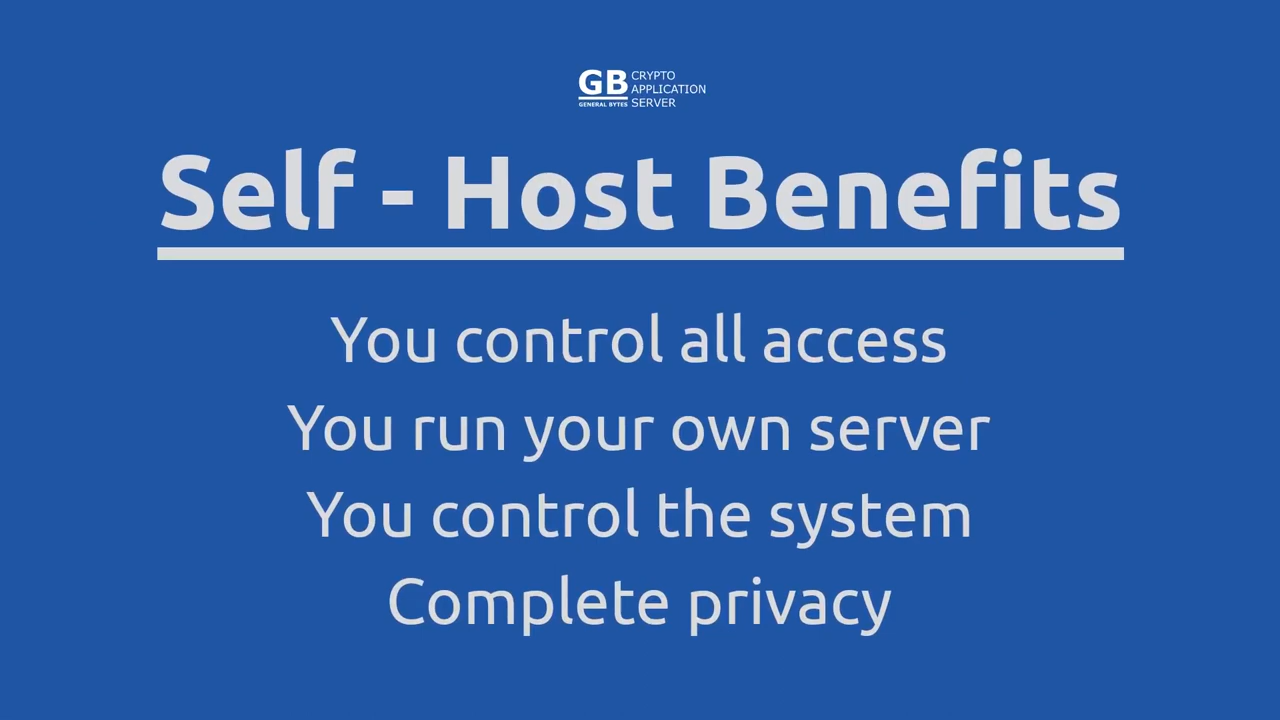 GB CRYPTO
APPLICATION
GENERAL BYTES SERVER
Self - Host Benefits
You control all access
You run your own server
You control the system
Complete privacy